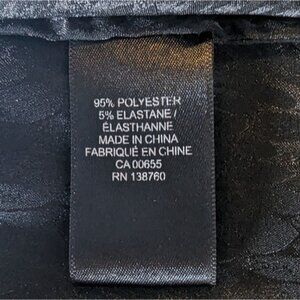 95% POLYESTER
5% ELASTANE /
ÉLASTHANNE
MADE IN CHINA
FABRIQUÉ EN CHINE
CA 00655
RN 138760